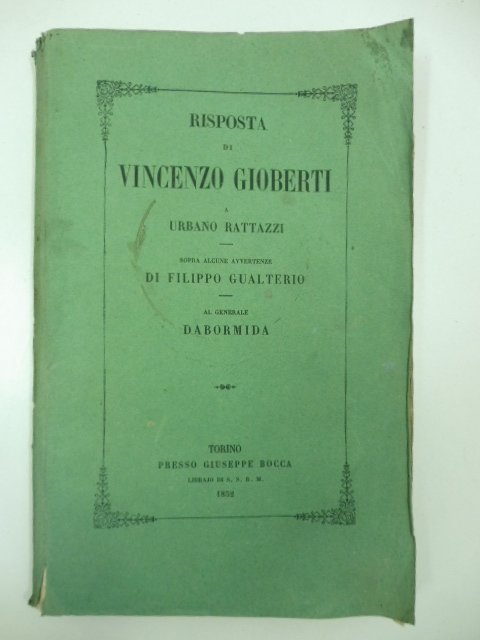 RISPOSTA
DI
VINCENZO GIOBERTI
A
URBANO RATTAZZI
SOPRA ALCUNE AVVERTENZE
DI FILIPPO GUALTERIO
AL GENERALE
DABORMIDA
TORINO
PRESSO GIUSEPPE BOCCA
LIBRAJO DI S. S. R. M.
1852